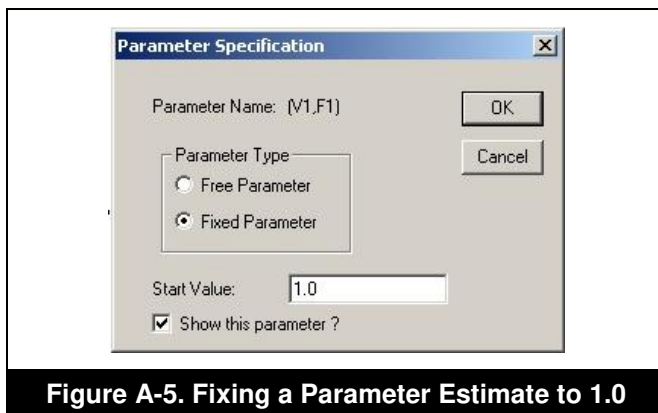 Parameter Specification
Parameter Name: (V1,F1)
OK
Parameter Type
Cancel
Free Parameter
Fixed Parameter
Start Value: 1.0
Show this parameter ?
Figure A-5. Fixing a Parameter Estimate to 1.0